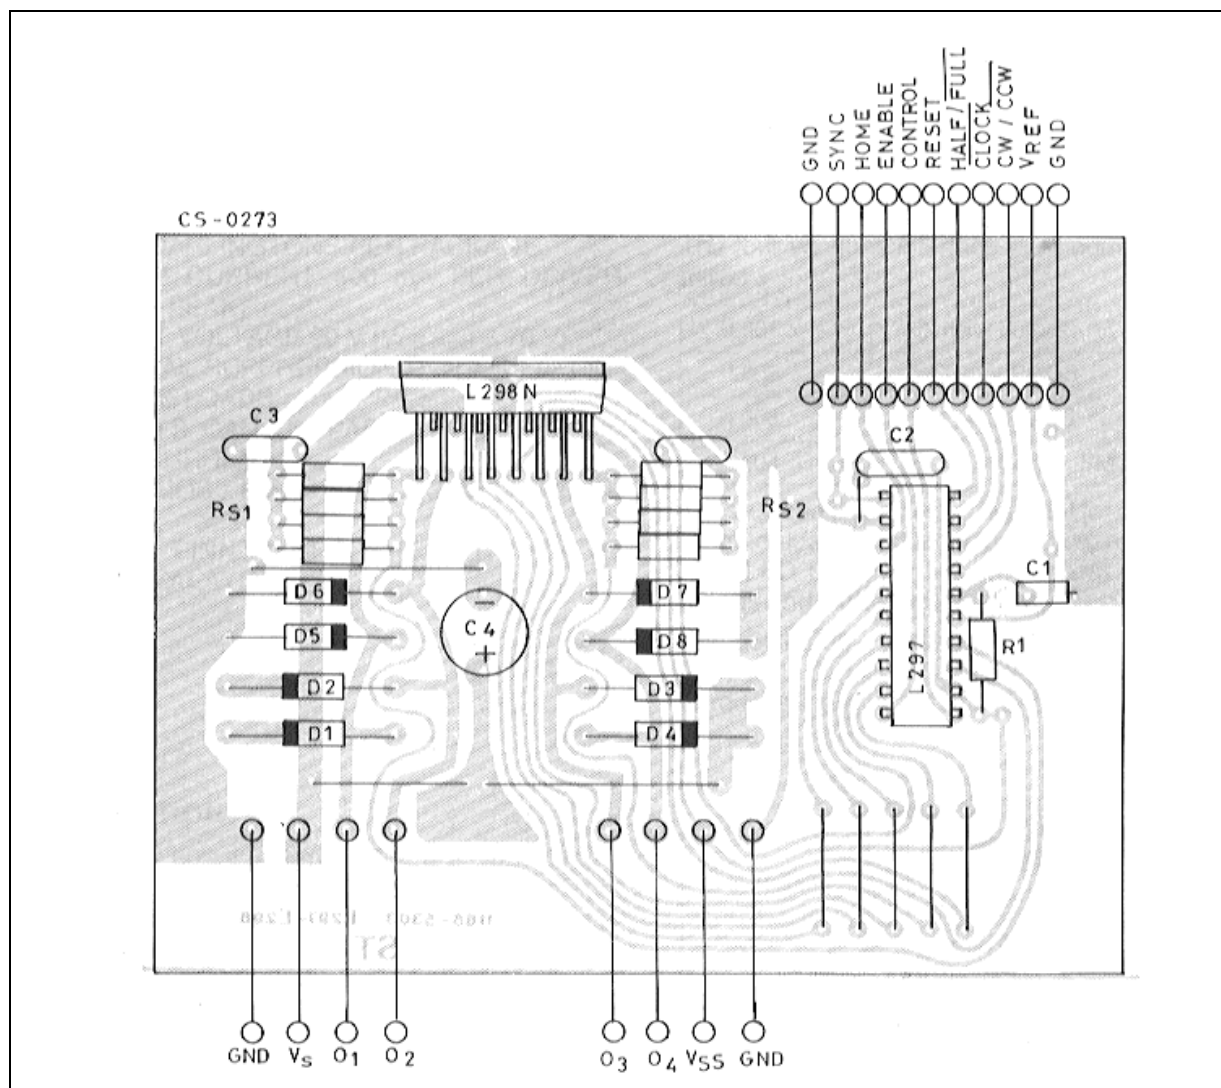 GND
SYNC
HOME
ENABLE
CONTROL
RESET
HALF/FULL
CLOCK
CW / CCW
VREF
GND
CS-0273
L298N
C3
C2
RS1
RS2
D6
D7
C1
D5
C4
D8
R1
L297
D2
D3
D1
D4
-
+
ST
GND
VS
O1
O2
O3
O4
VSS
GND